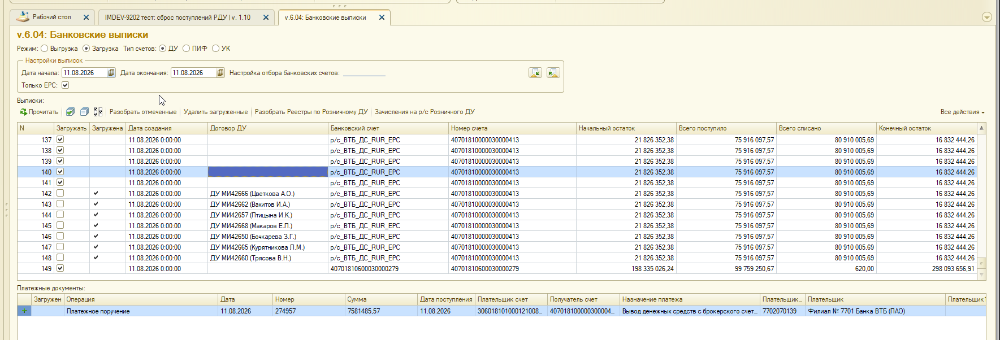 Рабочий стол
IMDEV-9202 тест: сброс поступлений РДУ | v. 1.10
v.6.04: Банковские выписки
v.6.04: Банковские выписки
Режим: Выгрузка Загрузка Тип счетов: ДУ ПИФ УК
Настройки выписок
Дата начала: 11.08.2026 Дата окончания: 11.08.2026 Настройка отбора банковских счетов:
Только ЕРС:
Выписки:
Прочитать Разобрать отмеченные Удалить загруженные Разобрать Реестры по Розничному ДУ Зачисления на р/с Розничного ДУ Все действия
N Загружать Загружена Дата создания Договор ДУ Банковский счет Номер счета Начальный остаток Всего поступило Всего списано Конечный остаток
137 11.08.2026 0:00:00 р/с_ВТБ_ДС_RUR_ЕРС 40701810000030000413 21 826 352,38 75 916 097,57 80 910 005,69 16 832 444,26
138 11.08.2026 0:00:00 р/с_ВТБ_ДС_RUR_ЕРС 40701810000030000413 21 826 352,38 75 916 097,57 80 910 005,69 16 832 444,26
139 11.08.2026 0:00:00 р/с_ВТБ_ДС_RUR_ЕРС 40701810000030000413 21 826 352,38 75 916 097,57 80 910 005,69 16 832 444,26
140 11.08.2026 0:00:00 р/с_ВТБ_ДС_RUR_ЕРС 40701810000030000413 21 826 352,38 75 916 097,57 80 910 005,69 16 832 444,26
141 11.08.2026 0:00:00 р/с_ВТБ_ДС_RUR_ЕРС 40701810000030000413 21 826 352,38 75 916 097,57 80 910 005,69 16 832 444,26
142 11.08.2026 0:00:00 ДУ МИ42666 (Цветкова А.О.) р/с_ВТБ_ДС_RUR_ЕРС 40701810000030000413 21 826 352,38 75 916 097,57 80 910 005,69 16 832 444,26
143 11.08.2026 0:00:00 ДУ МИ42662 (Вахитов И.А.) р/с_ВТБ_ДС_RUR_ЕРС 40701810000030000413 21 826 352,38 75 916 097,57 80 910 005,69 16 832 444,26
144 11.08.2026 0:00:00 ДУ МИ42657 (Птицына И.К.) р/с_ВТБ_ДС_RUR_ЕРС 40701810000030000413 21 826 352,38 75 916 097,57 80 910 005,69 16 832 444,26
145 11.08.2026 0:00:00 ДУ МИ42668 (Макаров Е.Л.) р/с_ВТБ_ДС_RUR_ЕРС 40701810000030000413 21 826 352,38 75 916 097,57 80 910 005,69 16 832 444,26
146 11.08.2026 0:00:00 ДУ МИ42650 (Бочкарева З.Г.) р/с_ВТБ_ДС_RUR_ЕРС 40701810000030000413 21 826 352,38 75 916 097,57 80 910 005,69 16 832 444,26
147 11.08.2026 0:00:00 ДУ МИ42665 (Курятникова Л.М.) р/с_ВТБ_ДС_RUR_ЕРС 40701810000030000413 21 826 352,38 75 916 097,57 80 910 005,69 16 832 444,26
148 11.08.2026 0:00:00 ДУ МИ42660 (Трясова В.Н.) р/с_ВТБ_ДС_RUR_ЕРС 40701810000030000413 21 826 352,38 75 916 097,57 80 910 005,69 16 832 444,26
149 11.08.2026 0:00:00 40701810600030000279 40701810600030000279 198 335 026,24 99 759 250,67 620,00 298 093 656,91
Платежные документы:
Загружен Операция Дата Номер Сумма Дата поступления Плательщик счет Получатель счет Назначение платежа Плательщик... Плательщик Плательщик
Платежное поручение 11.08.2026 274957 7581485,57 11.08.2026 306018101000121008... 407018100000300004... Вывод денежных средств с брокерского счет... 7702070139 Филиал № 7701 Банка ВТБ (ПАО)